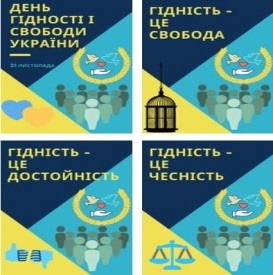 ДЕНЬ
ГІДНОСТІ І
СВОБОДИ
УКРАЇНИ
21 листопада
ГІДНІСТЬ -
ЦЕ
СВОБОДА
ГІДНІСТЬ -
ЦЕ
ДОСТОЙНІСТЬ
ГІДНІСТЬ -
ЦЕ
ЧЕСНІСТЬ